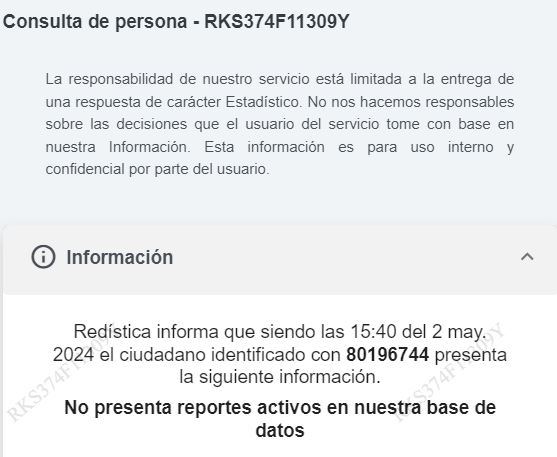 Consulta de persona - RKS374F11309Y
La responsabilidad de nuestro servicio está limitada a la entrega de
una respuesta de carácter Estadístico. No nos hacemos responsables
sobre las decisiones que el usuario del servicio tome con base en
nuestra Información. Esta información es para uso interno y
confidencial por parte del usuario.
Información
Redística informa que siendo las 15:40 del 2 may.
2024 el ciudadano identificado con 80196744 presenta
la siguiente información.
No presenta reportes activos en nuestra base de
datos
RKS374F11309Y
RKS374F11309Y